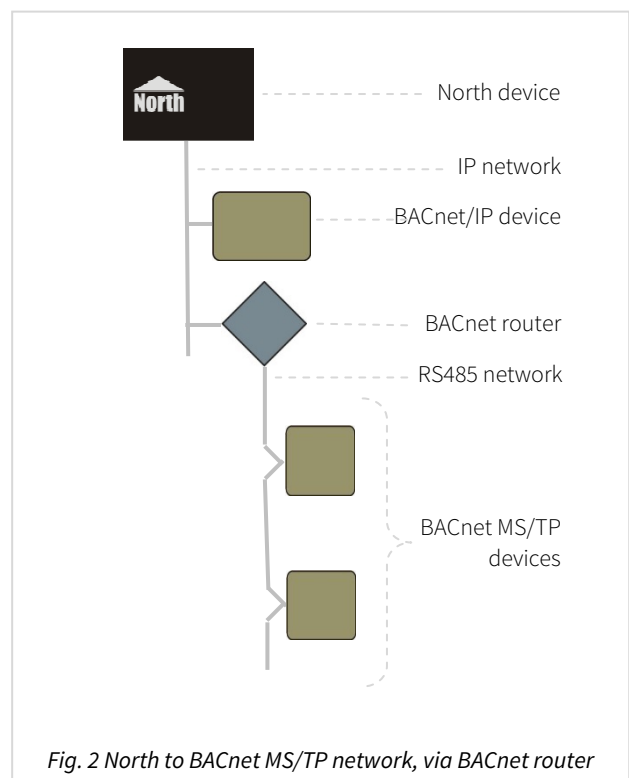 North
North device
IP network
BACnet/IP device
BACnet router
RS485 network
BACnet MS/TP
devices
Fig. 2 North to BACnet MS/TP network, via BACnet router